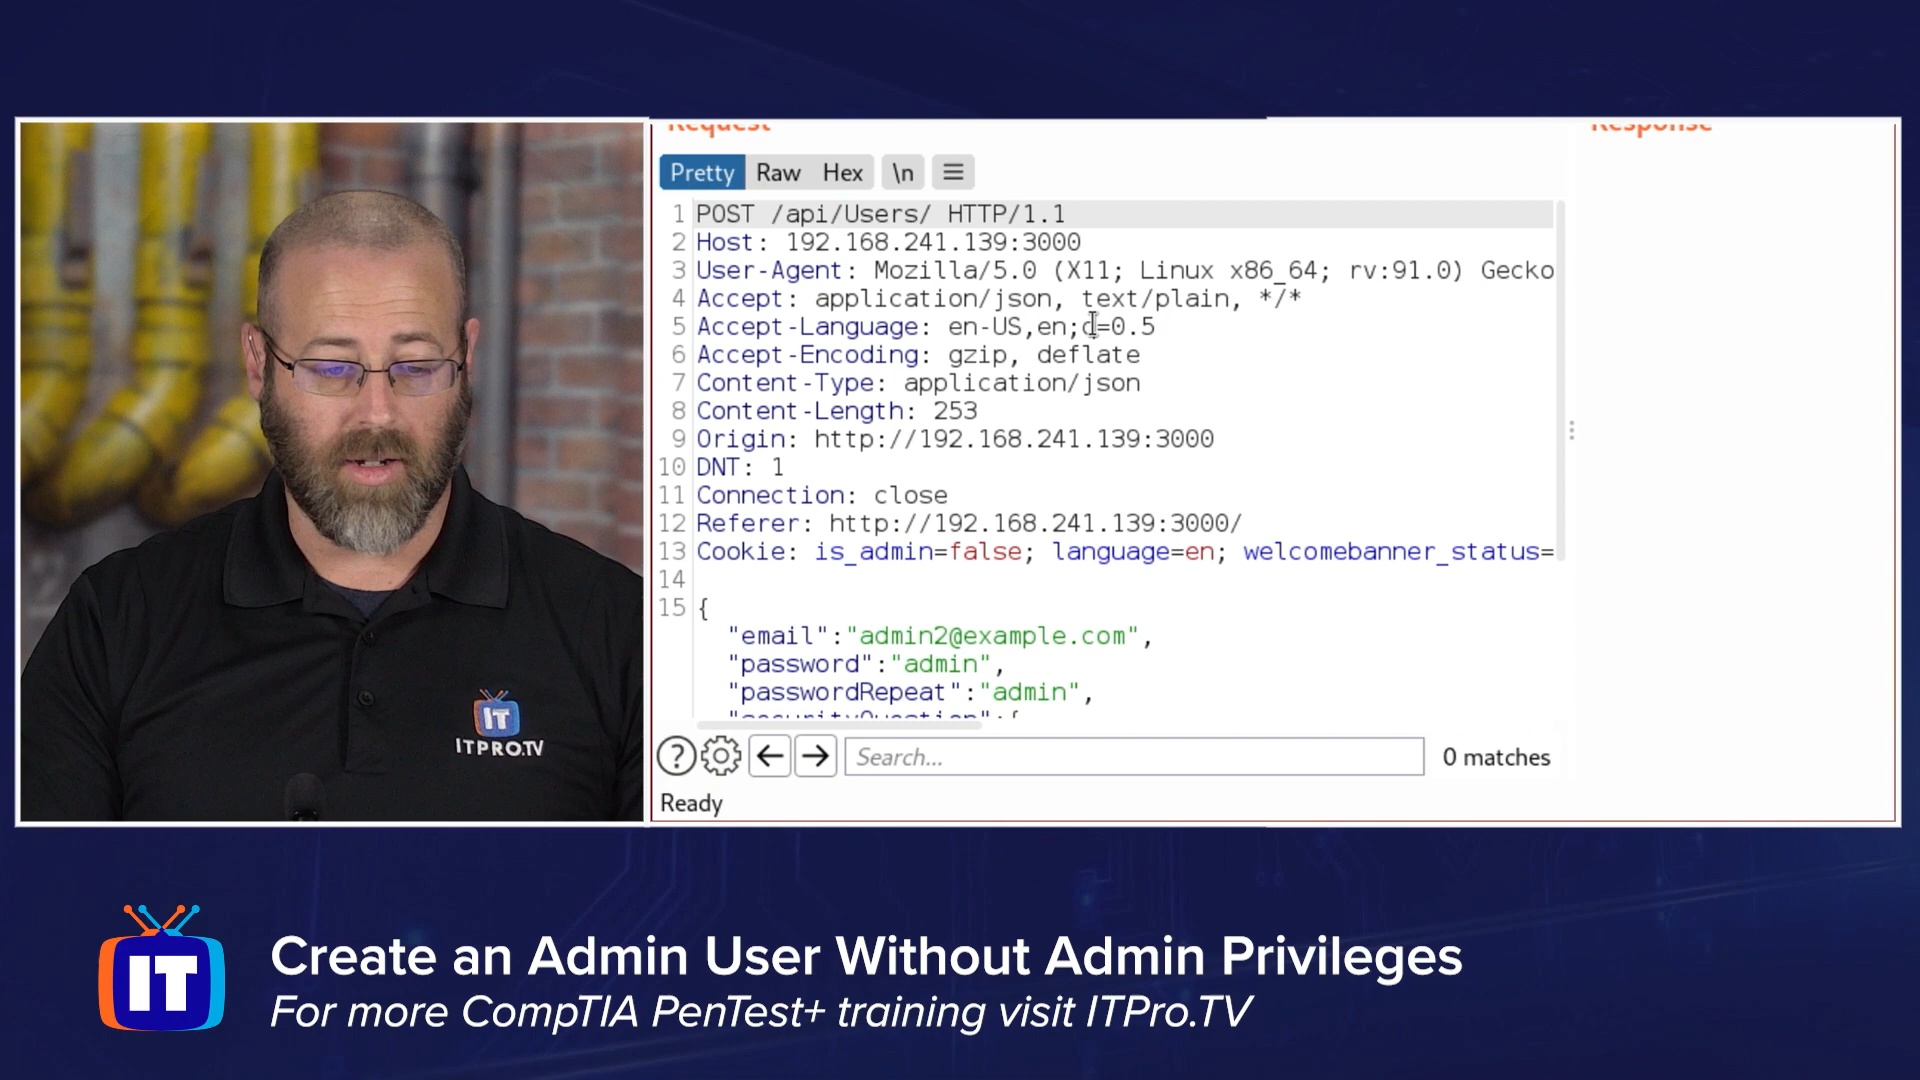 Request
Response
Pretty Raw Hex \n
1 POST /api/Users/ HTTP/1.1
2 Host: 192.168.241.139:3000
3 User-Agent: Mozilla/5.0 (X11; Linux x86_64; rv:91.0) Gecko
4 Accept: application/json, text/plain, */*
5 Accept-Language: en-US,en;q=0.5
6 Accept-Encoding: gzip, deflate
7 Content-Type: application/json
8 Content-Length: 253
9 Origin: http://192.168.241.139:3000
10 DNT: 1
11 Connection: close
12 Referer: http://192.168.241.139:3000/
13 Cookie: is_admin=false; language=en; welcomebanner_status=
14
15 {
"email":"admin2@example.com",
"password":"admin",
"passwordRepeat":"admin",
"securityQuestion":{
? Search... 0 matches
Ready
IT
ITPRO.TV
IT
Create an Admin User Without Admin Privileges
For more CompTIA PenTest+ training visit ITPro.TV